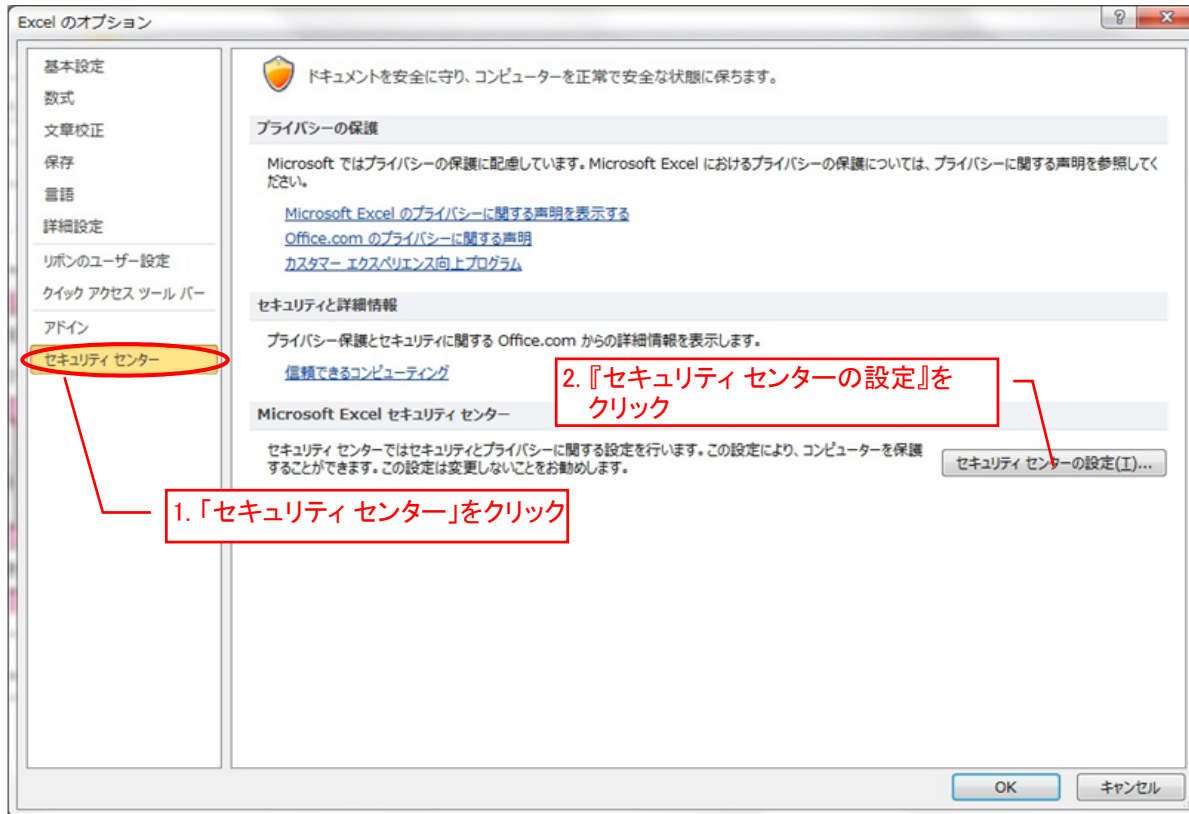 Excel のオプション
基本設定
数式
文章校正
保存
言語
詳細設定
リボンのユーザー設定
クイック アクセス ツール バー
アドイン
セキュリティ センター
ドキュメントを安全に守り、コンピューターを正常で安全な状態に保ちます。
プライバシーの保護
Microsoft ではプライバシーの保護に配慮しています。Microsoft Excel におけるプライバシーの保護については、プライバシーに関する声明を参照してく
ださい。
Microsoft Excel のプライバシーに関する声明を表示する
Office.com のプライバシーに関する声明
カスタマー エクスペリエンス向上プログラム
セキュリティと詳細情報
プライバシー保護とセキュリティに関する Office.com からの詳細情報を表示します。
信頼できるコンピューティング
2. 『セキュリティ センターの設定』を
クリック
Microsoft Excel セキュリティ センター
セキュリティ センターではセキュリティとプライバシーに関する設定を行います。この設定により、コンピューターを保護
することができます。この設定は変更しないことをお勧めします。
セキュリティ センターの設定(T)...
1. 「セキュリティ センター」をクリック
OK
キャンセル